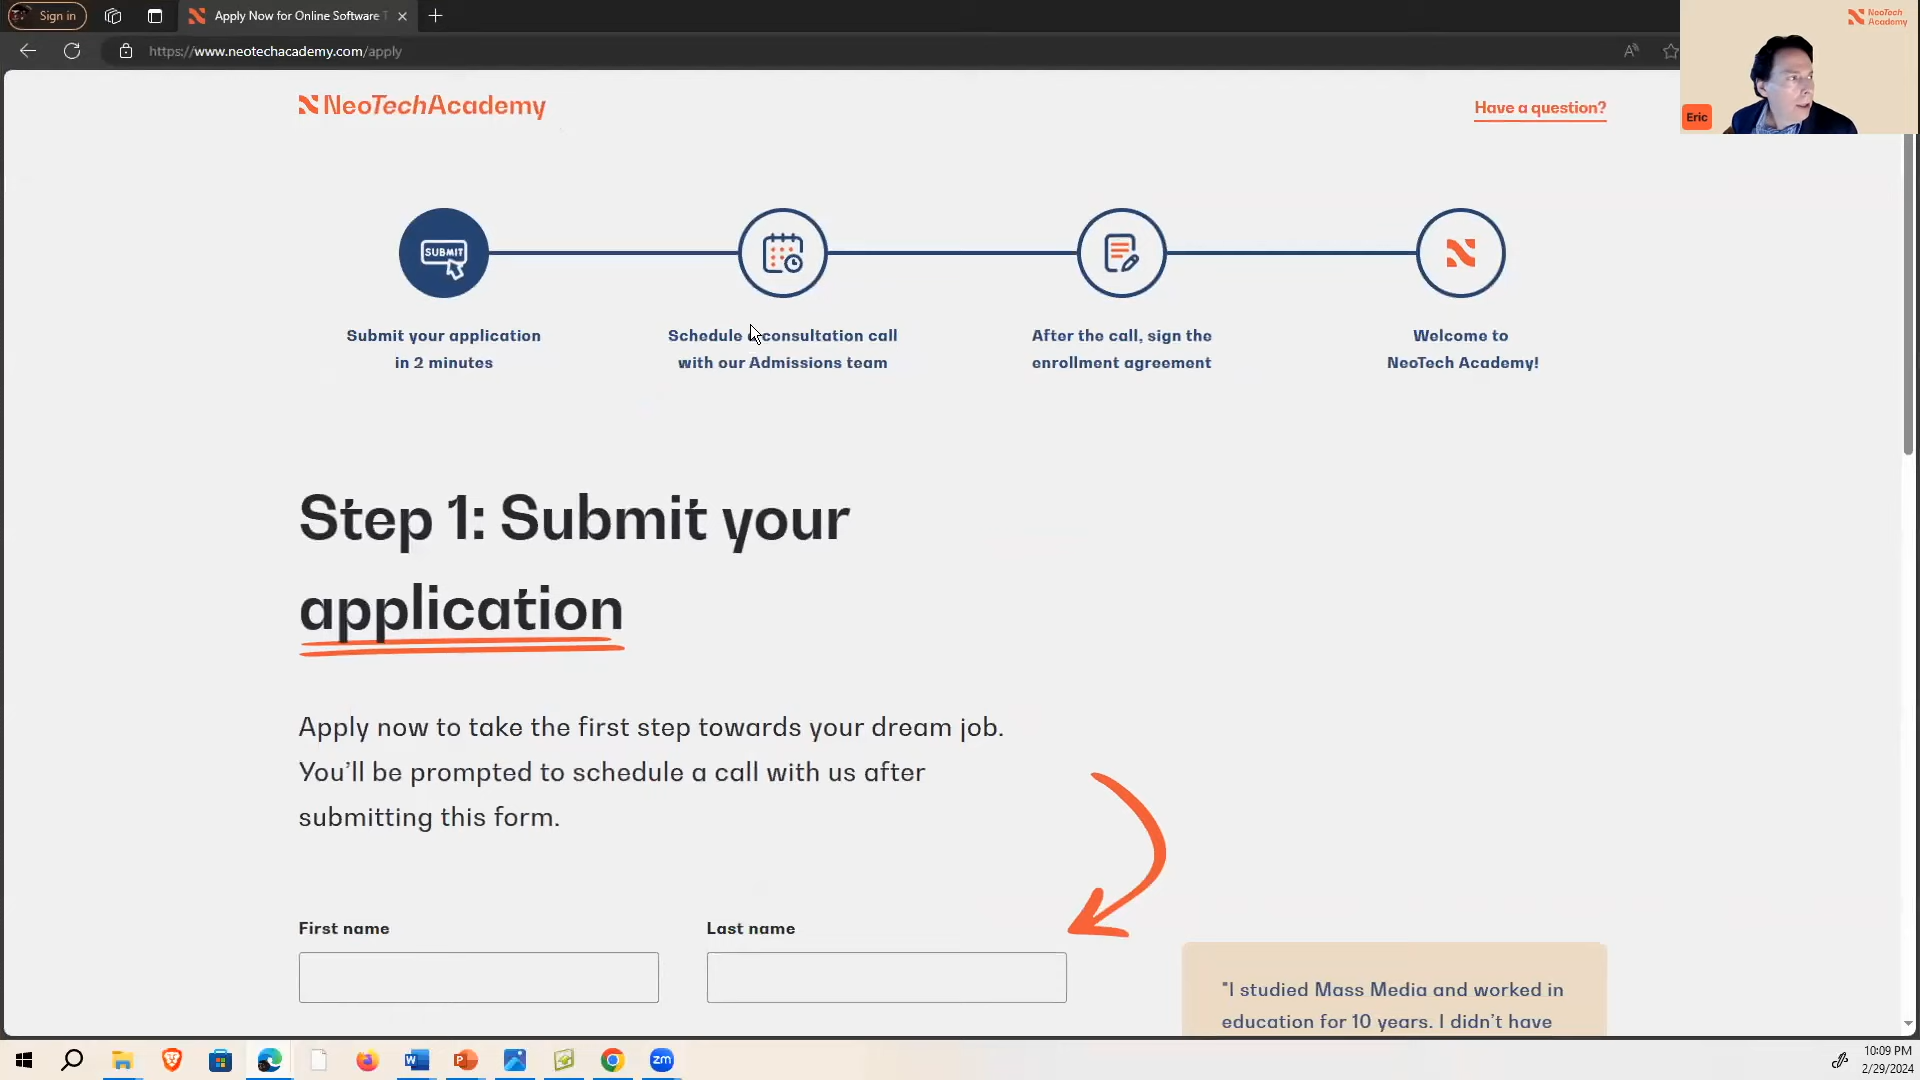 Sign in
Apply Now for Online Software T
https://www.neotechacademy.com/apply
NeoTech
Academy
Eric
NeoTechAcademy
Have a question?
SUBMIT
Submit your application
in 2 minutes
Schedule a consultation call
with our Admissions team
After the call, sign the
enrollment agreement
Welcome to
NeoTech Academy!
Step 1: Submit your
application
Apply now to take the first step towards your dream job.
You'll be prompted to schedule a call with us after
submitting this form.
First name
Last name
"I studied Mass Media and worked in
education for 10 years. I didn't have
W
P
zm
10:09 PM
2/29/2024